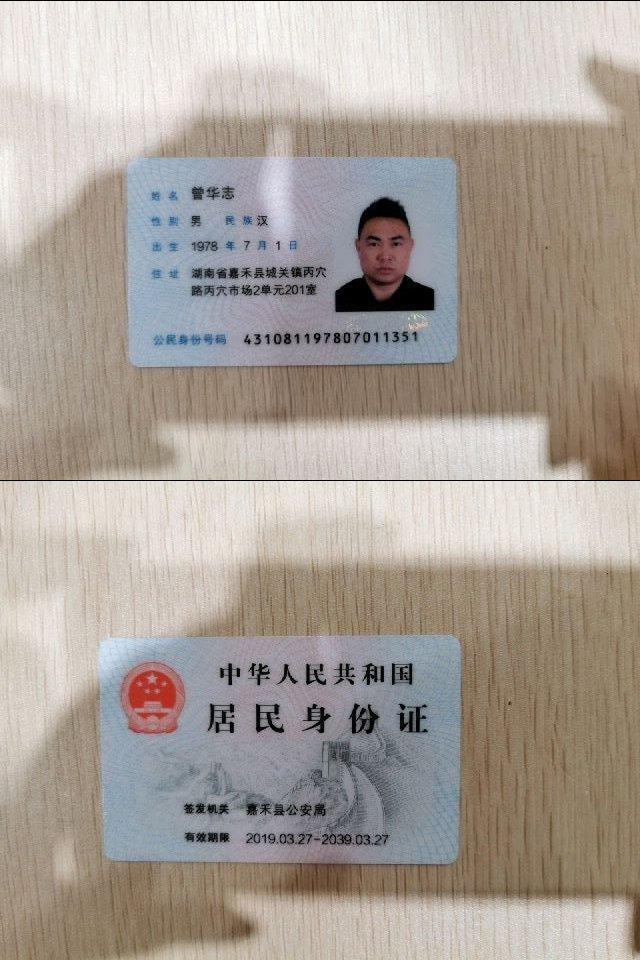 姓名 曾华志
性别 男 民族 汉
出生 1978 年 7 月 1 日
住址 湖南省嘉禾县城关镇丙穴
路丙穴市场2单元201室
公民身份号码 431081197807011351
中华人民共和国
居民身份证
签发机关 嘉禾县公安局
有效期限 2019.03.27-2039.03.27